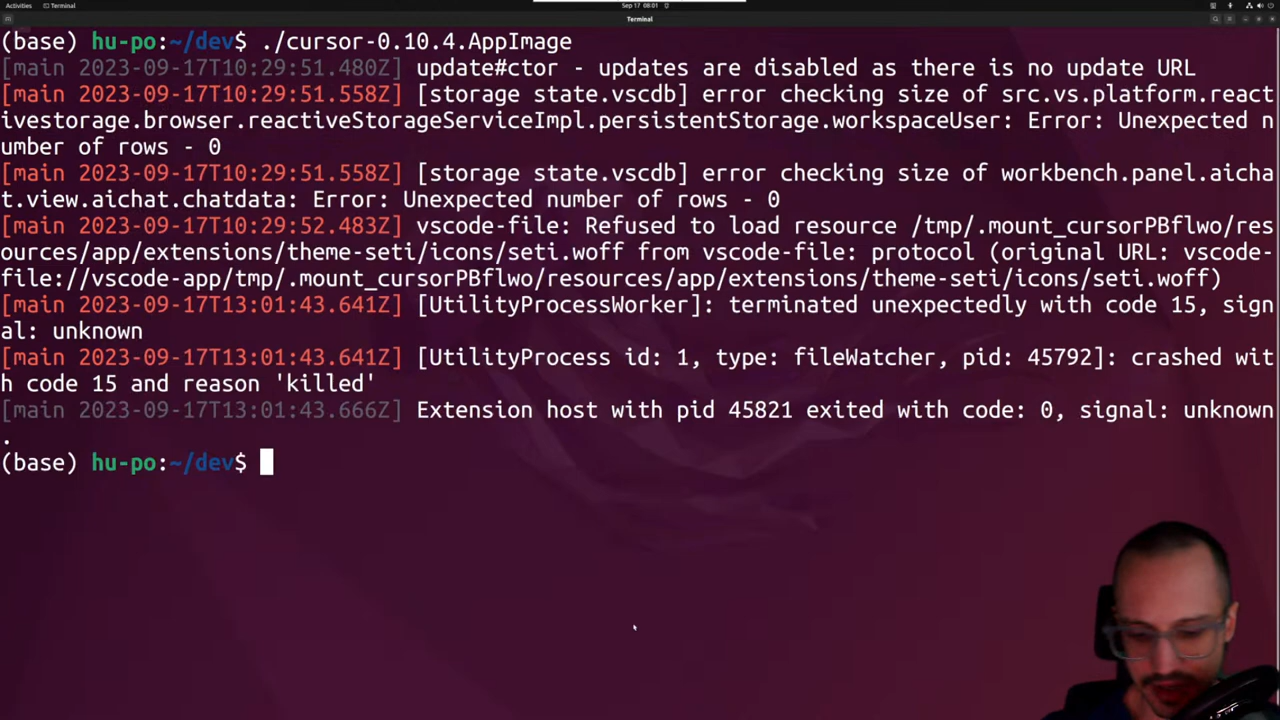 Activities Terminal Sep 17 08:01
Terminal
(base) hu-po:~/dev$ ./cursor-0.10.4.AppImage
[main 2023-09-17T10:29:51.480Z] update#ctor - updates are disabled as there is no update URL
[main 2023-09-17T10:29:51.558Z] [storage state.vscdb] error checking size of src.vs.platform.react
ivestorage.browser.reactiveStorageServiceImpl.persistentStorage.workspaceUser: Error: Unexpected n
umber of rows - 0
[main 2023-09-17T10:29:51.558Z] [storage state.vscdb] error checking size of workbench.panel.aicha
t.view.aichat.chatdata: Error: Unexpected number of rows - 0
[main 2023-09-17T10:29:52.483Z] vscode-file: Refused to load resource /tmp/.mount_cursorPBflwo/res
ources/app/extensions/theme-seti/icons/seti.woff from vscode-file: protocol (original URL: vscode-
file://vscode-app/tmp/.mount_cursorPBflwo/resources/app/extensions/theme-seti/icons/seti.woff)
[main 2023-09-17T13:01:43.641Z] [UtilityProcessWorker]: terminated unexpectedly with code 15, sign
al: unknown
[main 2023-09-17T13:01:43.641Z] [UtilityProcess id: 1, type: fileWatcher, pid: 45792]: crashed wit
h code 15 and reason 'killed'
[main 2023-09-17T13:01:43.666Z] Extension host with pid 45821 exited with code: 0, signal: unknown
.
(base) hu-po:~/dev$